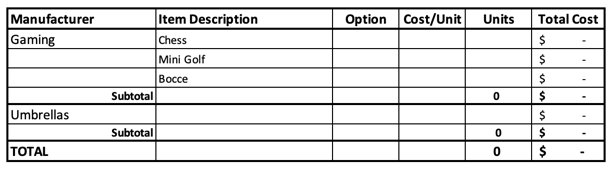 Manufacturer Item Description Option Cost/Unit Units Total Cost
Gaming Chess $ -
Mini Golf $ -
Bocce $ -
Subtotal 0 $ -
Umbrellas $ -
Subtotal 0 $ -
TOTAL 0 $ -